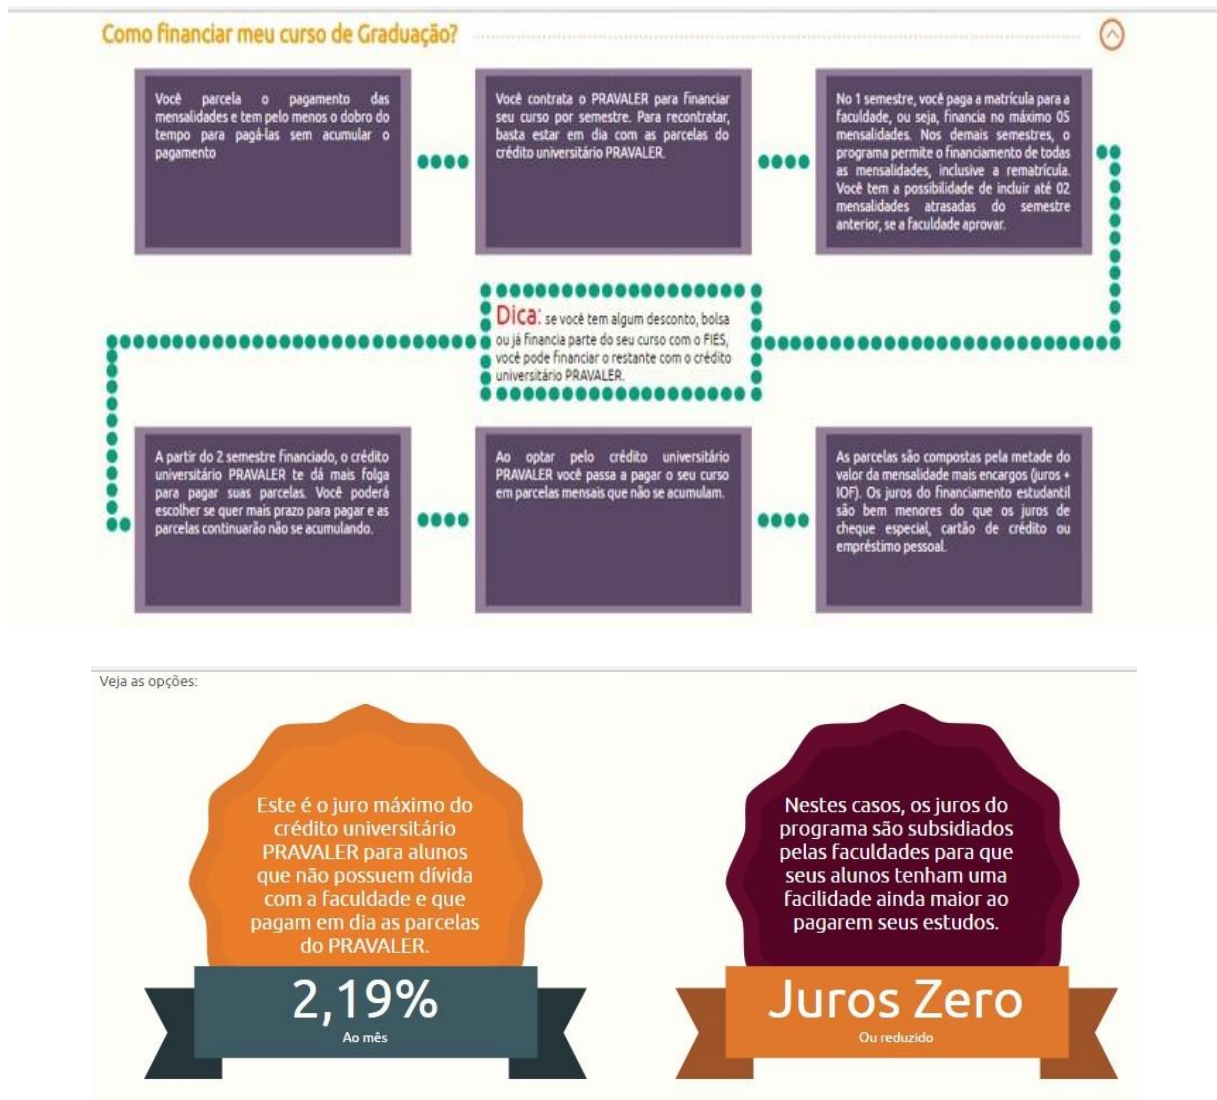 Como financiar meu curso de Graduação?
Você parcela o pagamento das
mensalidades e tem pelo menos o dobro do
tempo para pagá-las sem acumular o
pagamento
Você contrata o PRAVALER para financiar
seu curso por semestre. Para recontratar,
basta estar em dia com as parcelas do
crédito universitário PRAVALER.
No 1 semestre, você paga a matrícula para a
faculdade, ou seja, financia no máximo 05
mensalidades. Nos demais semestres, o
programa permite o financiamento de todas
as mensalidades, inclusive a rematrícula.
Você tem a possibilidade de incluir até 02
mensalidades atrasadas do semestre
anterior, se a faculdade aprovar.
Dica: se você tem algum desconto, bolsa
ou já financia parte do seu curso com o FIES,
você pode financiar o restante com o crédito
universitário PRAVALER.
A partir do 2 semestre financiado, o crédito
universitário PRAVALER te dá mais folga
para pagar suas parcelas. Você poderá
escolher se quer mais prazo para pagar e as
parcelas continuarão não se acumulando.
Ao optar pelo crédito universitário
PRAVALER você passa a pagar o seu curso
em parcelas mensais que não se acumulam.
As parcelas são compostas pela metade do
valor da mensalidade mais encargos (juros +
IOF). Os juros do financiamento estudantil
são bem menores do que os juros de
cheque especial, cartão de crédito ou
empréstimo pessoal.
Veja as opções:
Este é o juro máximo do
crédito universitário
PRAVALER para alunos
que não possuem dívida
com a faculdade e que
pagam em dia as parcelas
do PRAVALER.
2,19%
Ao mês
Nestes casos, os juros do
programa são subsidiados
pelas faculdades para que
seus alunos tenham uma
facilidade ainda maior ao
pagarem seus estudos.
Juros Zero
Ou reduzido